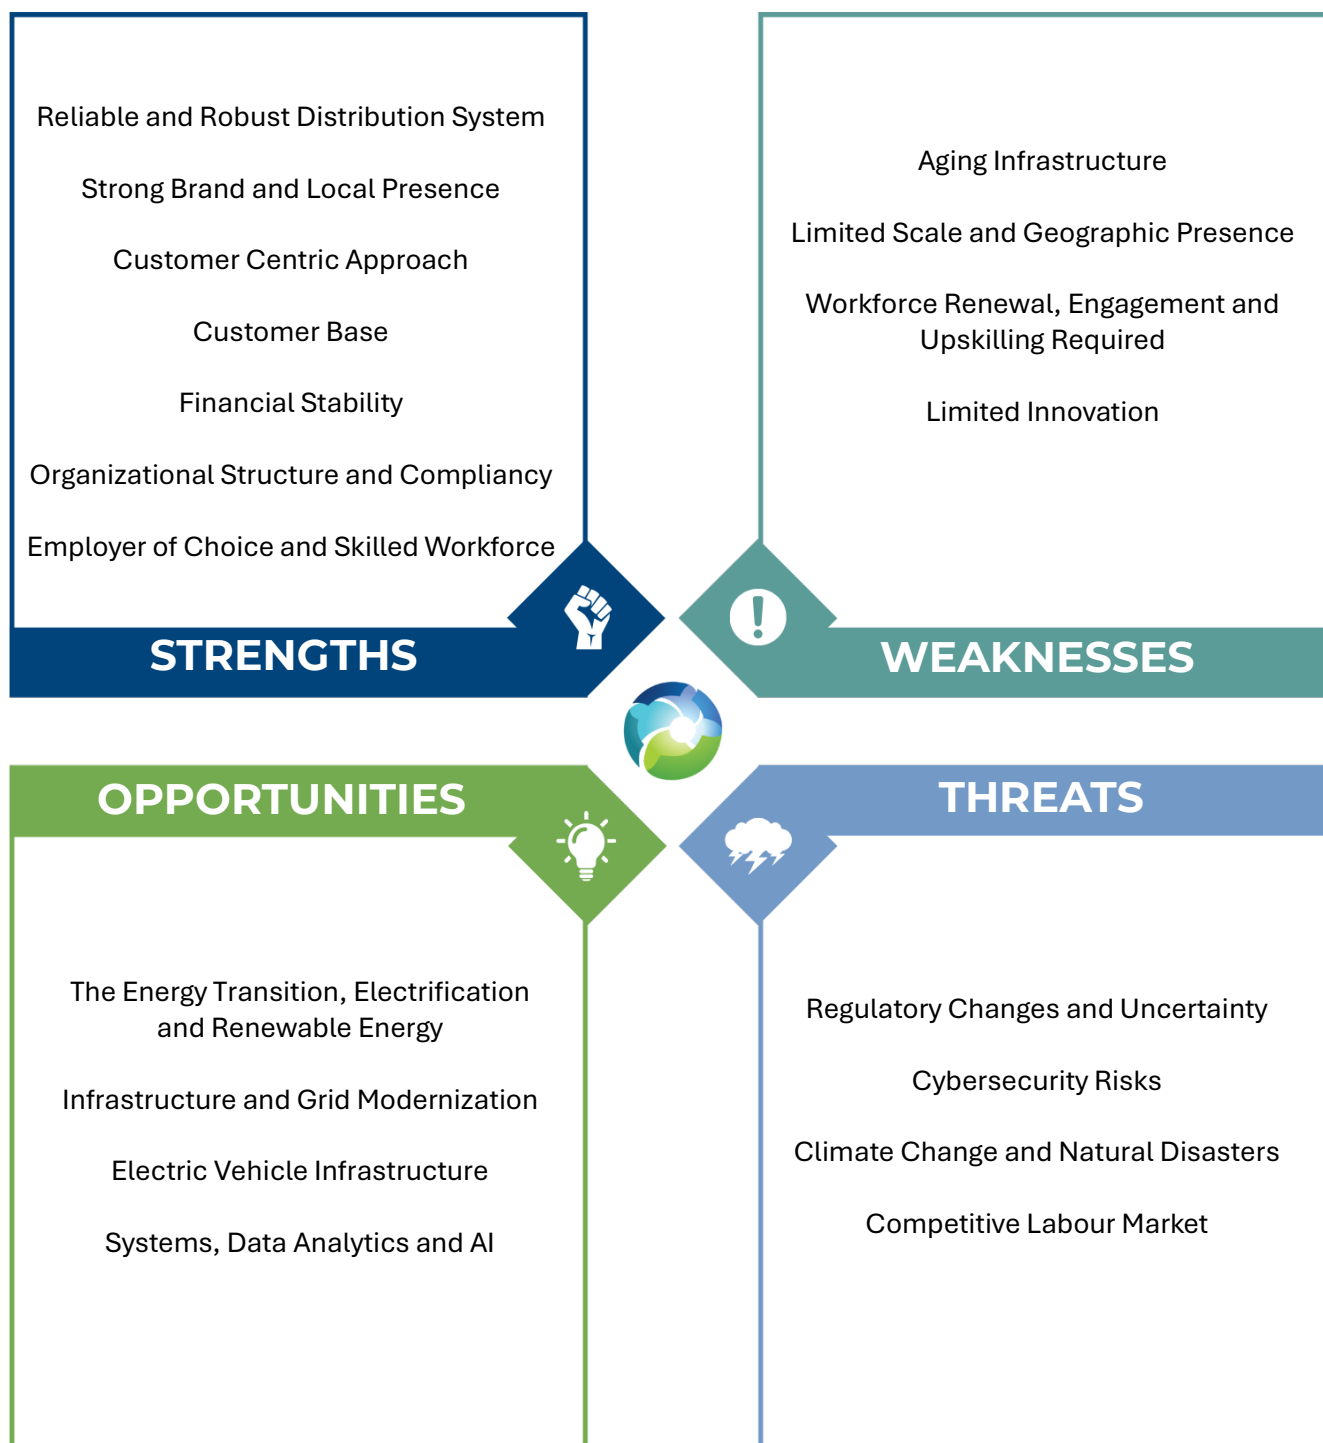 Reliable and Robust Distribution System
Strong Brand and Local Presence
Customer Centric Approach
Customer Base
Financial Stability
Organizational Structure and Compliancy
Employer of Choice and Skilled Workforce
STRENGTHS
Aging Infrastructure
Limited Scale and Geographic Presence
Workforce Renewal, Engagement and
Upskilling Required
Limited Innovation
WEAKNESSES
OPPORTUNITIES
The Energy Transition, Electrification
and Renewable Energy
Infrastructure and Grid Modernization
Electric Vehicle Infrastructure
Systems, Data Analytics and AI
THREATS
Regulatory Changes and Uncertainty
Cybersecurity Risks
Climate Change and Natural Disasters
Competitive Labour Market